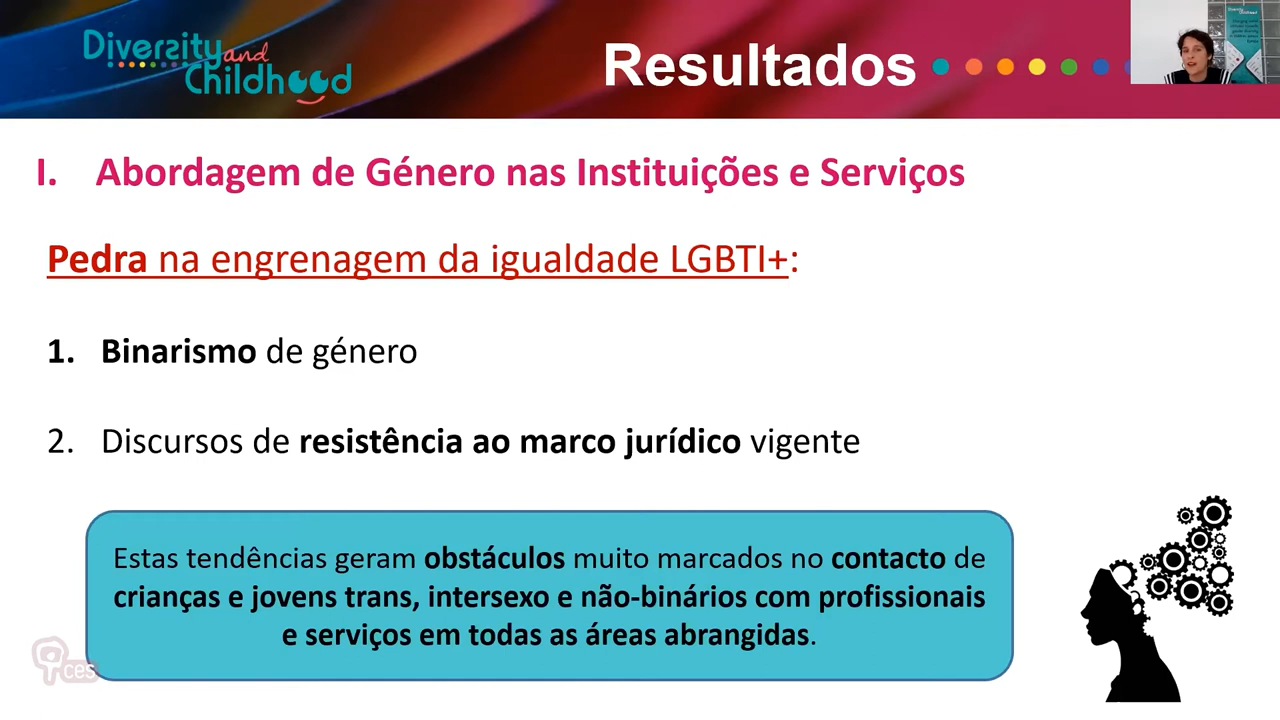 Diversity and
Childhood
Resultados
I. Abordagem de Género nas Instituições e Serviços
Pedra na engrenagem da igualdade LGBTI+:
1. Binarismo de género
2. Discursos de resistência ao marco jurídico vigente
Estas tendências geram obstáculos muito marcados no contacto de
crianças e jovens trans, intersexo e não-binários com profissionais
e serviços em todas as áreas abrangidas.
ces